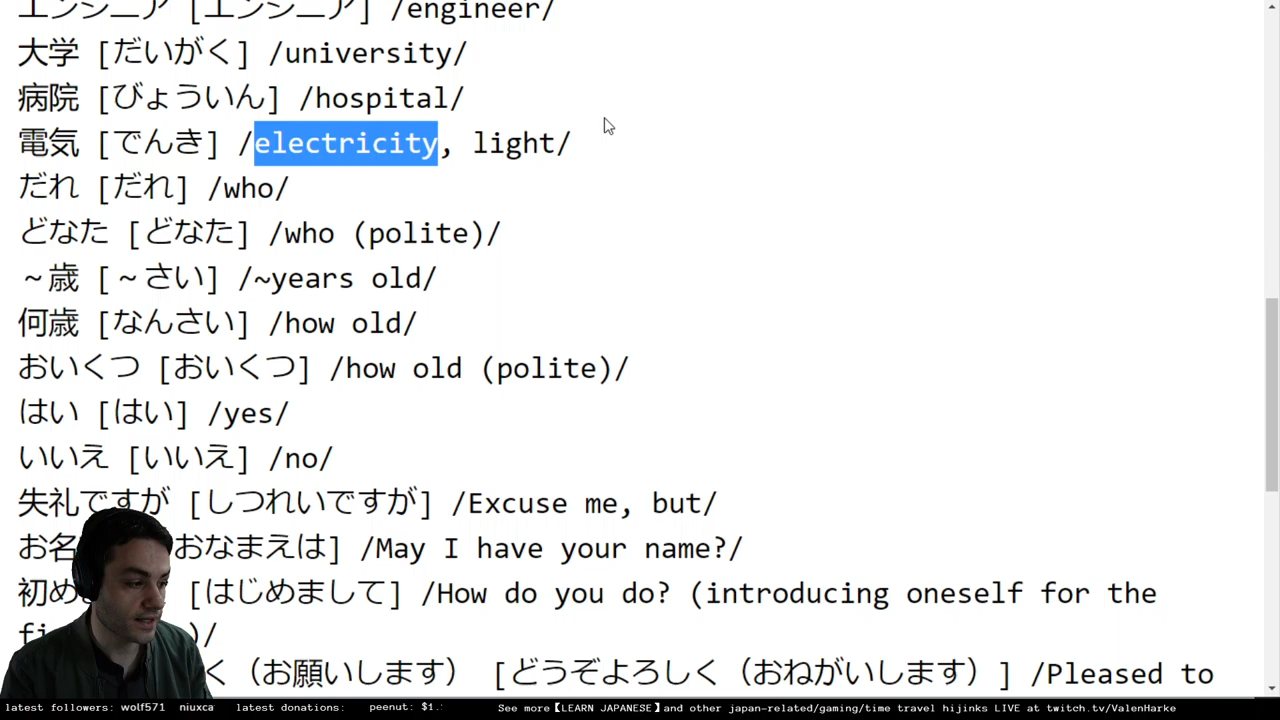 エンジニア [エンジニア] /engineer/
大学 [だいがく] /university/
病院 [びょういん] /hospital/
電気 [でんき] /electricity, light/
だれ [だれ] /who/
どなた [どなた] /who (polite)/
～歳 [～さい] /~years old/
何歳 [なんさい] /how old/
おいくつ [おいくつ] /how old (polite)/
はい [はい] /yes/
いいえ [いいえ] /no/
失礼ですが [しつれいですが] /Excuse me, but/
お名 おなまえは] /May I have your name?/
初め [はじめまして] /How do you do? (introducing oneself for the
)/
く（お願いします） [どうぞよろしく（おねがいします）] /Pleased to
latest followers: wolf571 niuxca latest donations: peenut: $1. See more【LEARN JAPANESE】and other japan-related/gaming/time travel hijinks LIVE at twitch.tv/ValenHarke